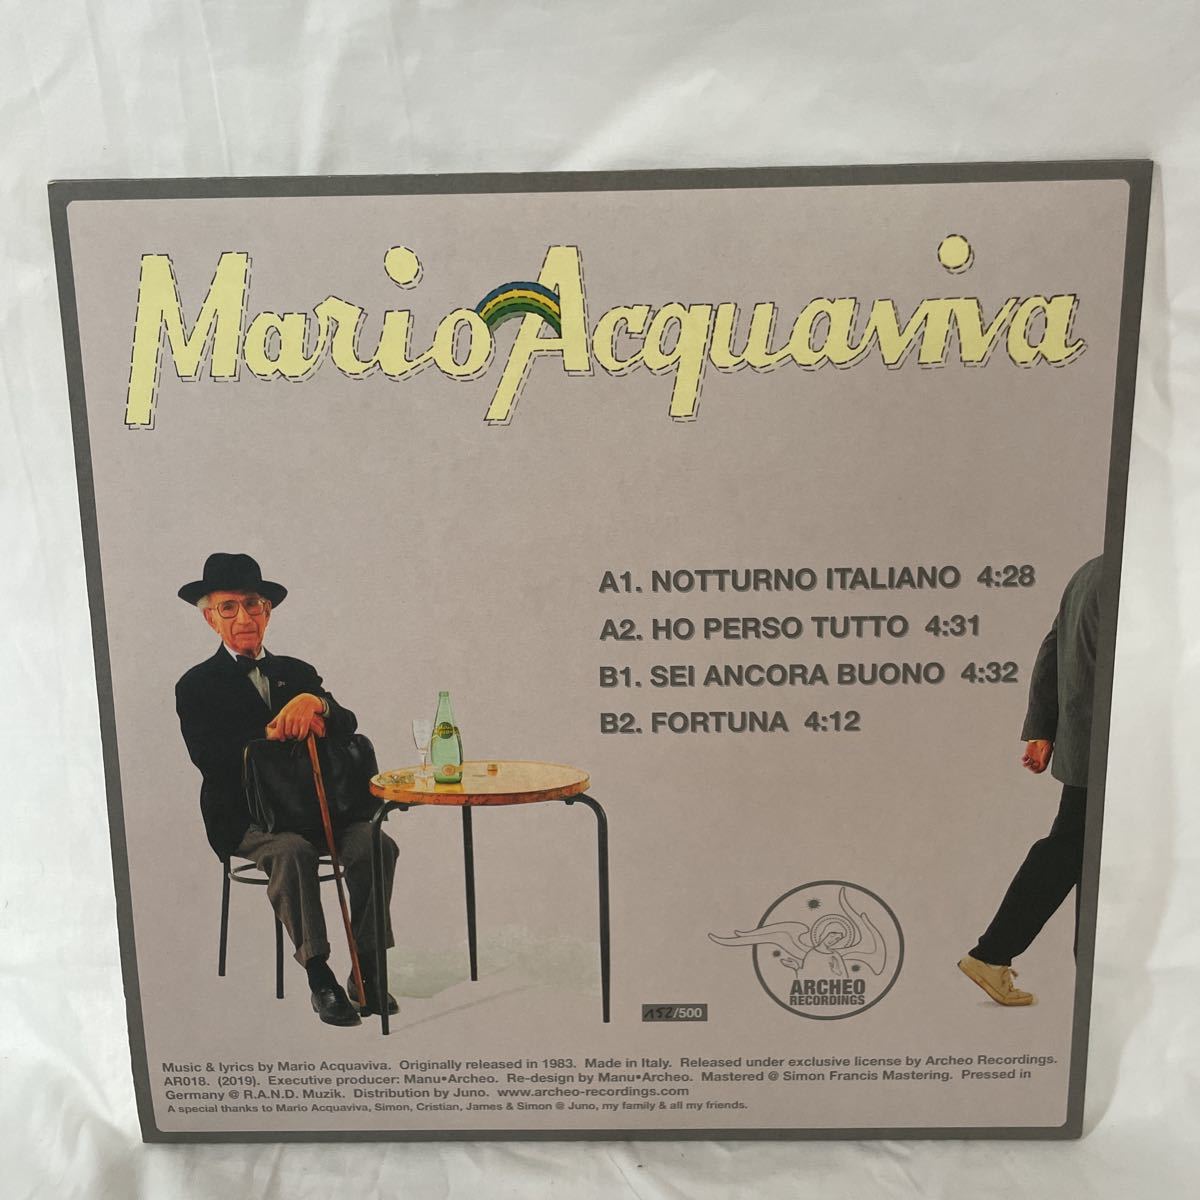 Mario Acquaviva
A1. NOTTURNO ITALIANO 4:28
A2. HO PERSO TUTTO 4:31
B1. SEI ANCORA BUONO 4:32
B2. FORTUNA 4:12
ARCHEO
RECORDINGS
152/500
Music & lyrics by Mario Acquaviva. Originally released in 1983. Made in Italy. Released under exclusive license by Archeo Recordings.
AR018. (2019). Executive producer: Manu•Archeo. Re-design by Manu•Archeo. Mastered @ Simon Francis Mastering. Pressed in
Germany @ R.A.N.D. Muzik. Distribution by Juno. www.archeo-recordings.com
A special thanks to Mario Acquaviva, Simon, Cristian, James & Simon @ Juno, my family & all my friends.